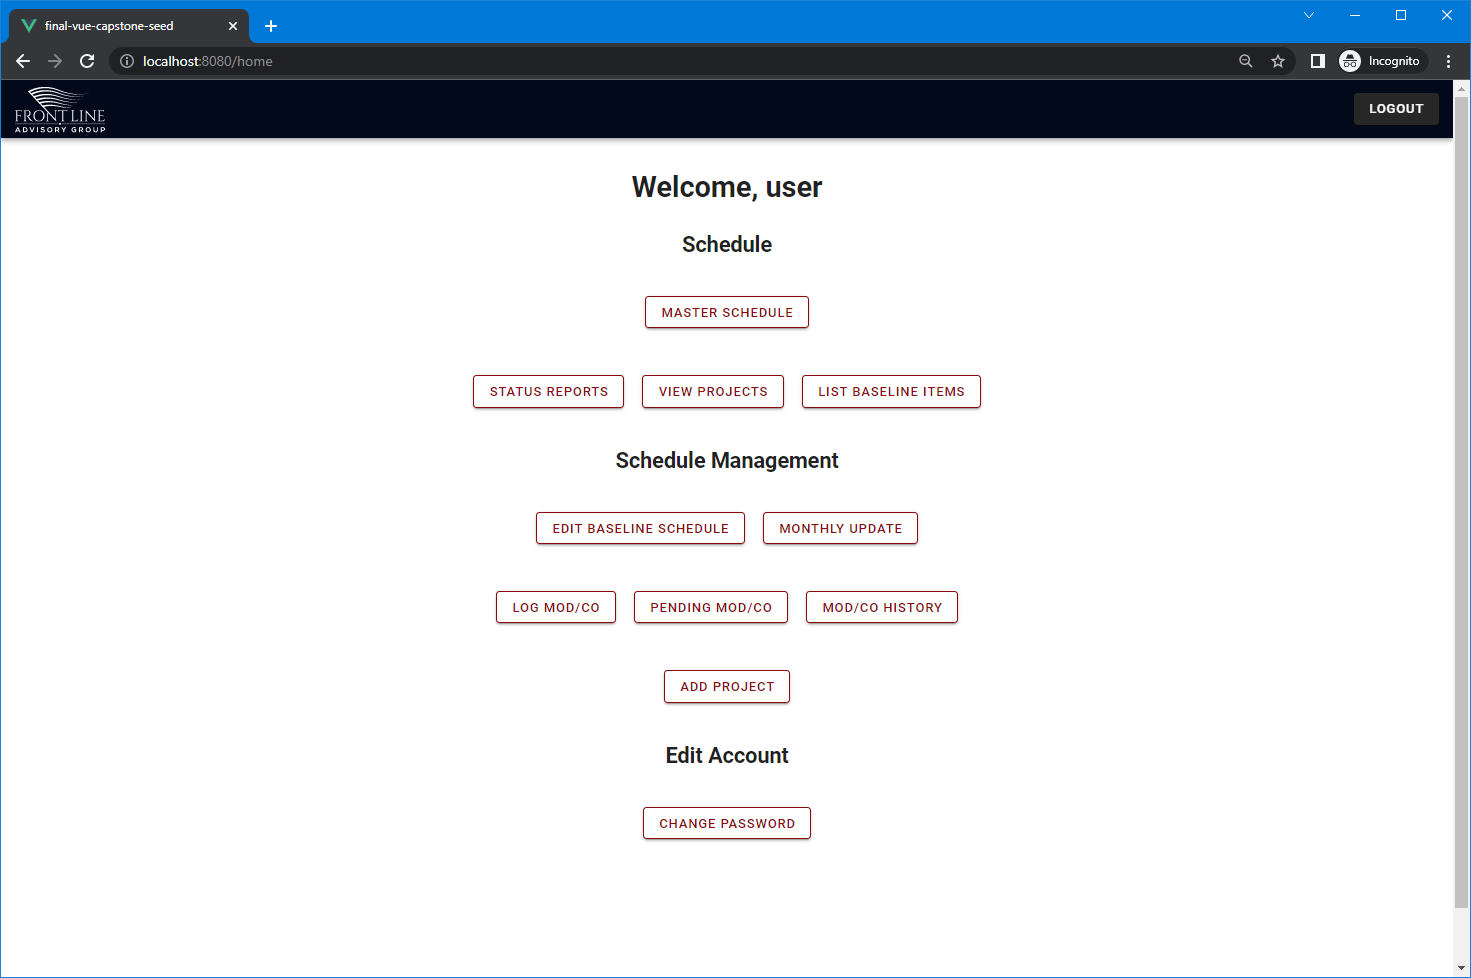 final-vue-capstone-seed
localhost:8080/home
Incognito
FRONTLINE
ADVISORY GROUP
LOGOUT
Welcome, user
Schedule
MASTER SCHEDULE
STATUS REPORTS VIEW PROJECTS LIST BASELINE ITEMS
Schedule Management
EDIT BASELINE SCHEDULE MONTHLY UPDATE
LOG MOD/CO PENDING MOD/CO MOD/CO HISTORY
ADD PROJECT
Edit Account
CHANGE PASSWORD